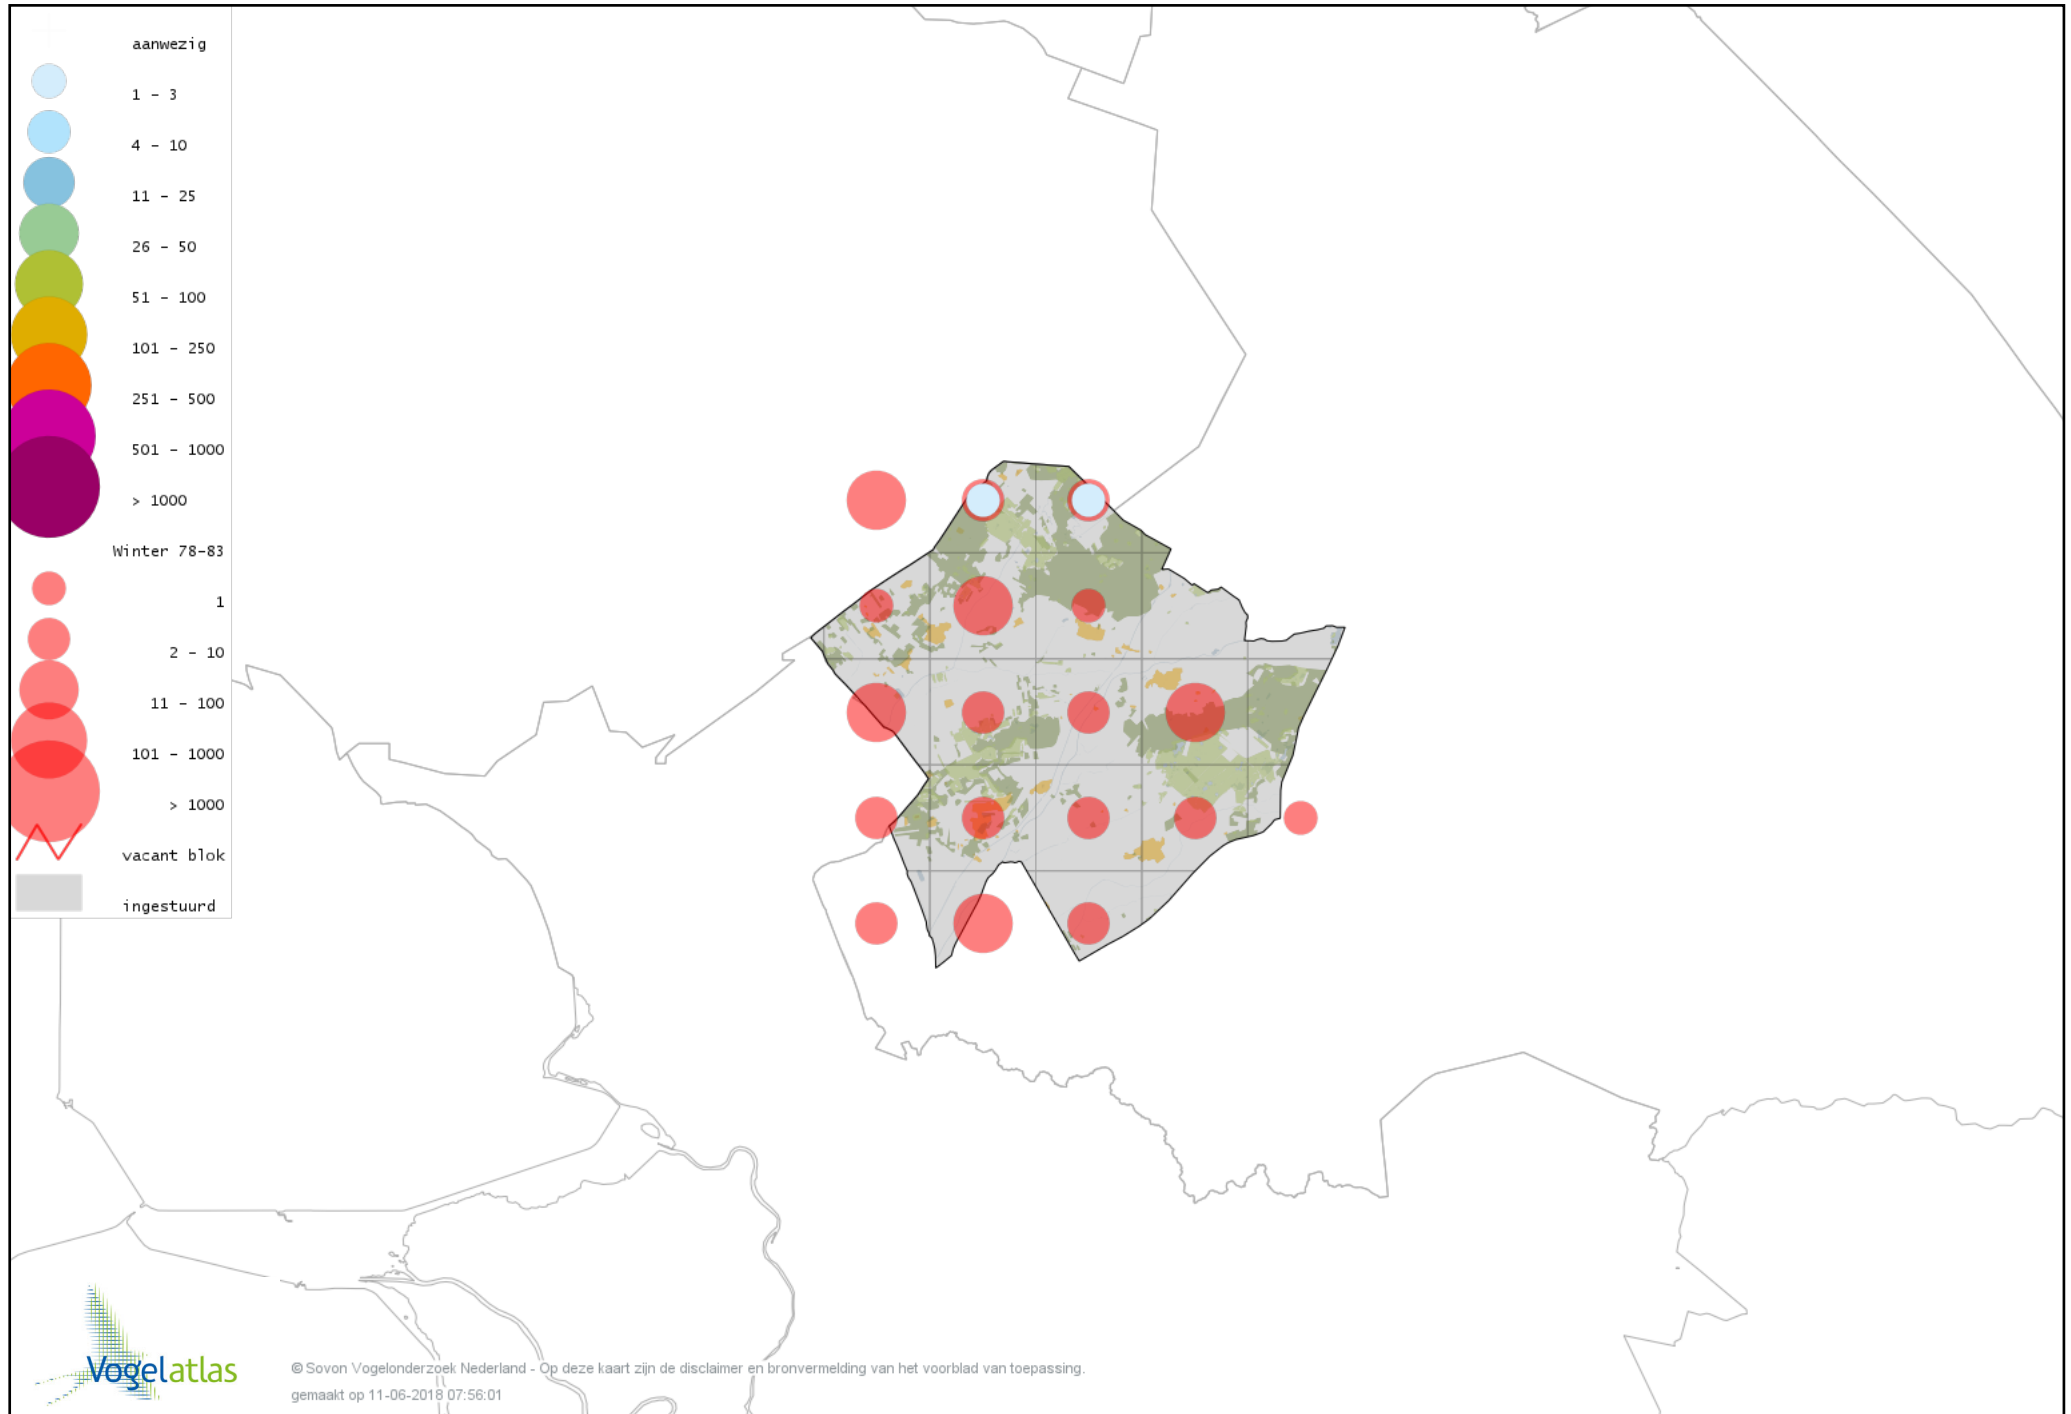 aanwezig
1 - 3
4 - 10
11 - 25
26 - 50
51 - 100
101 - 250
251 - 500
501 - 1000
> 1000
Winter 78-83
1
2 - 10
11 - 100
101 - 1000
> 1000
vacant blok
ingestuurd
Vogelatlas
© Sovon Vogelonderzoek Nederland - Op deze kaart zijn de disclaimer en bronvermelding van het voorblad van toepassing.
gemaakt op 11-06-2018 07:56:01